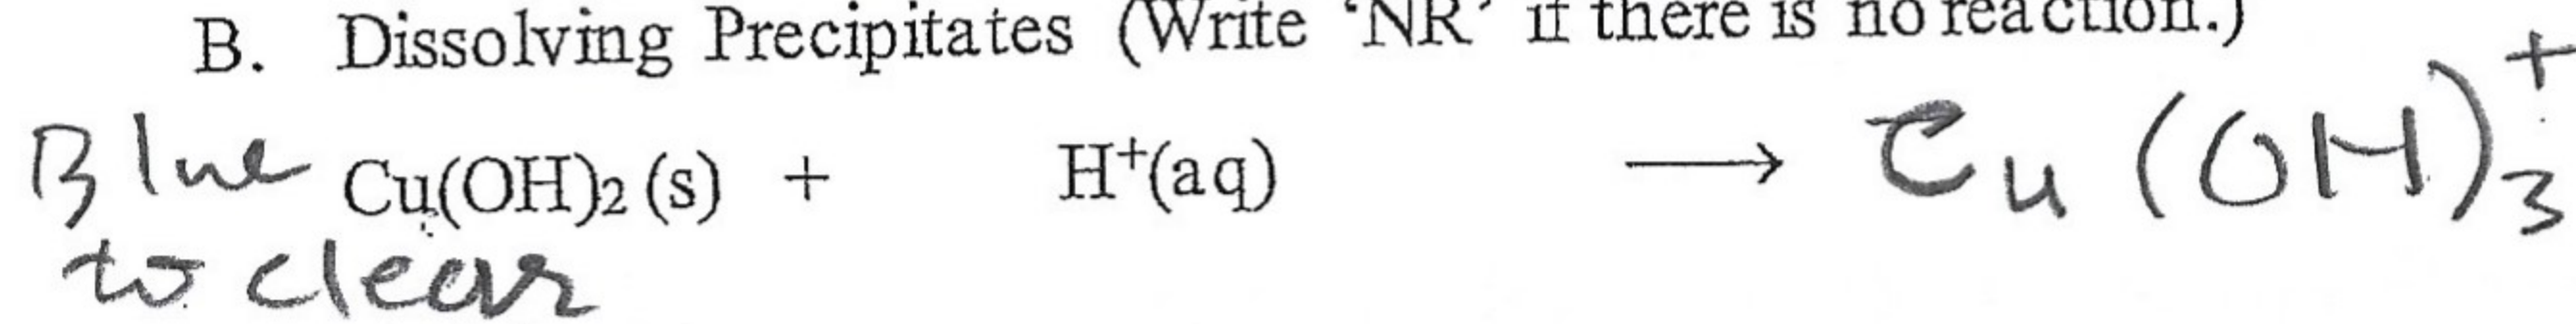 B. Dissolving Precipitates (Write 'NR' if there is no reaction.)
Blue Cu(OH)₂ (s) + H⁺(aq) ⟶ Cu(OH)₃⁺
to clear